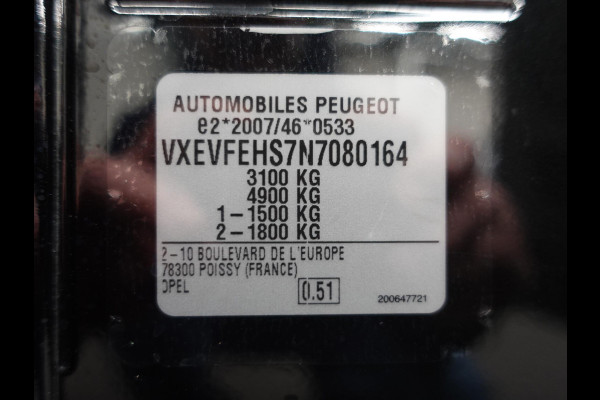 AUTOMOBILES PEUGEOT
e2*2007/46*0533
VXEVFEHS7N7080164
3100 KG
4900 KG
1-1500 KG
2-1800 KG
2-10 BOULEVARD DE L'EUROPE
78300 POISSY (FRANCE)
OPEL
0.51
200647721